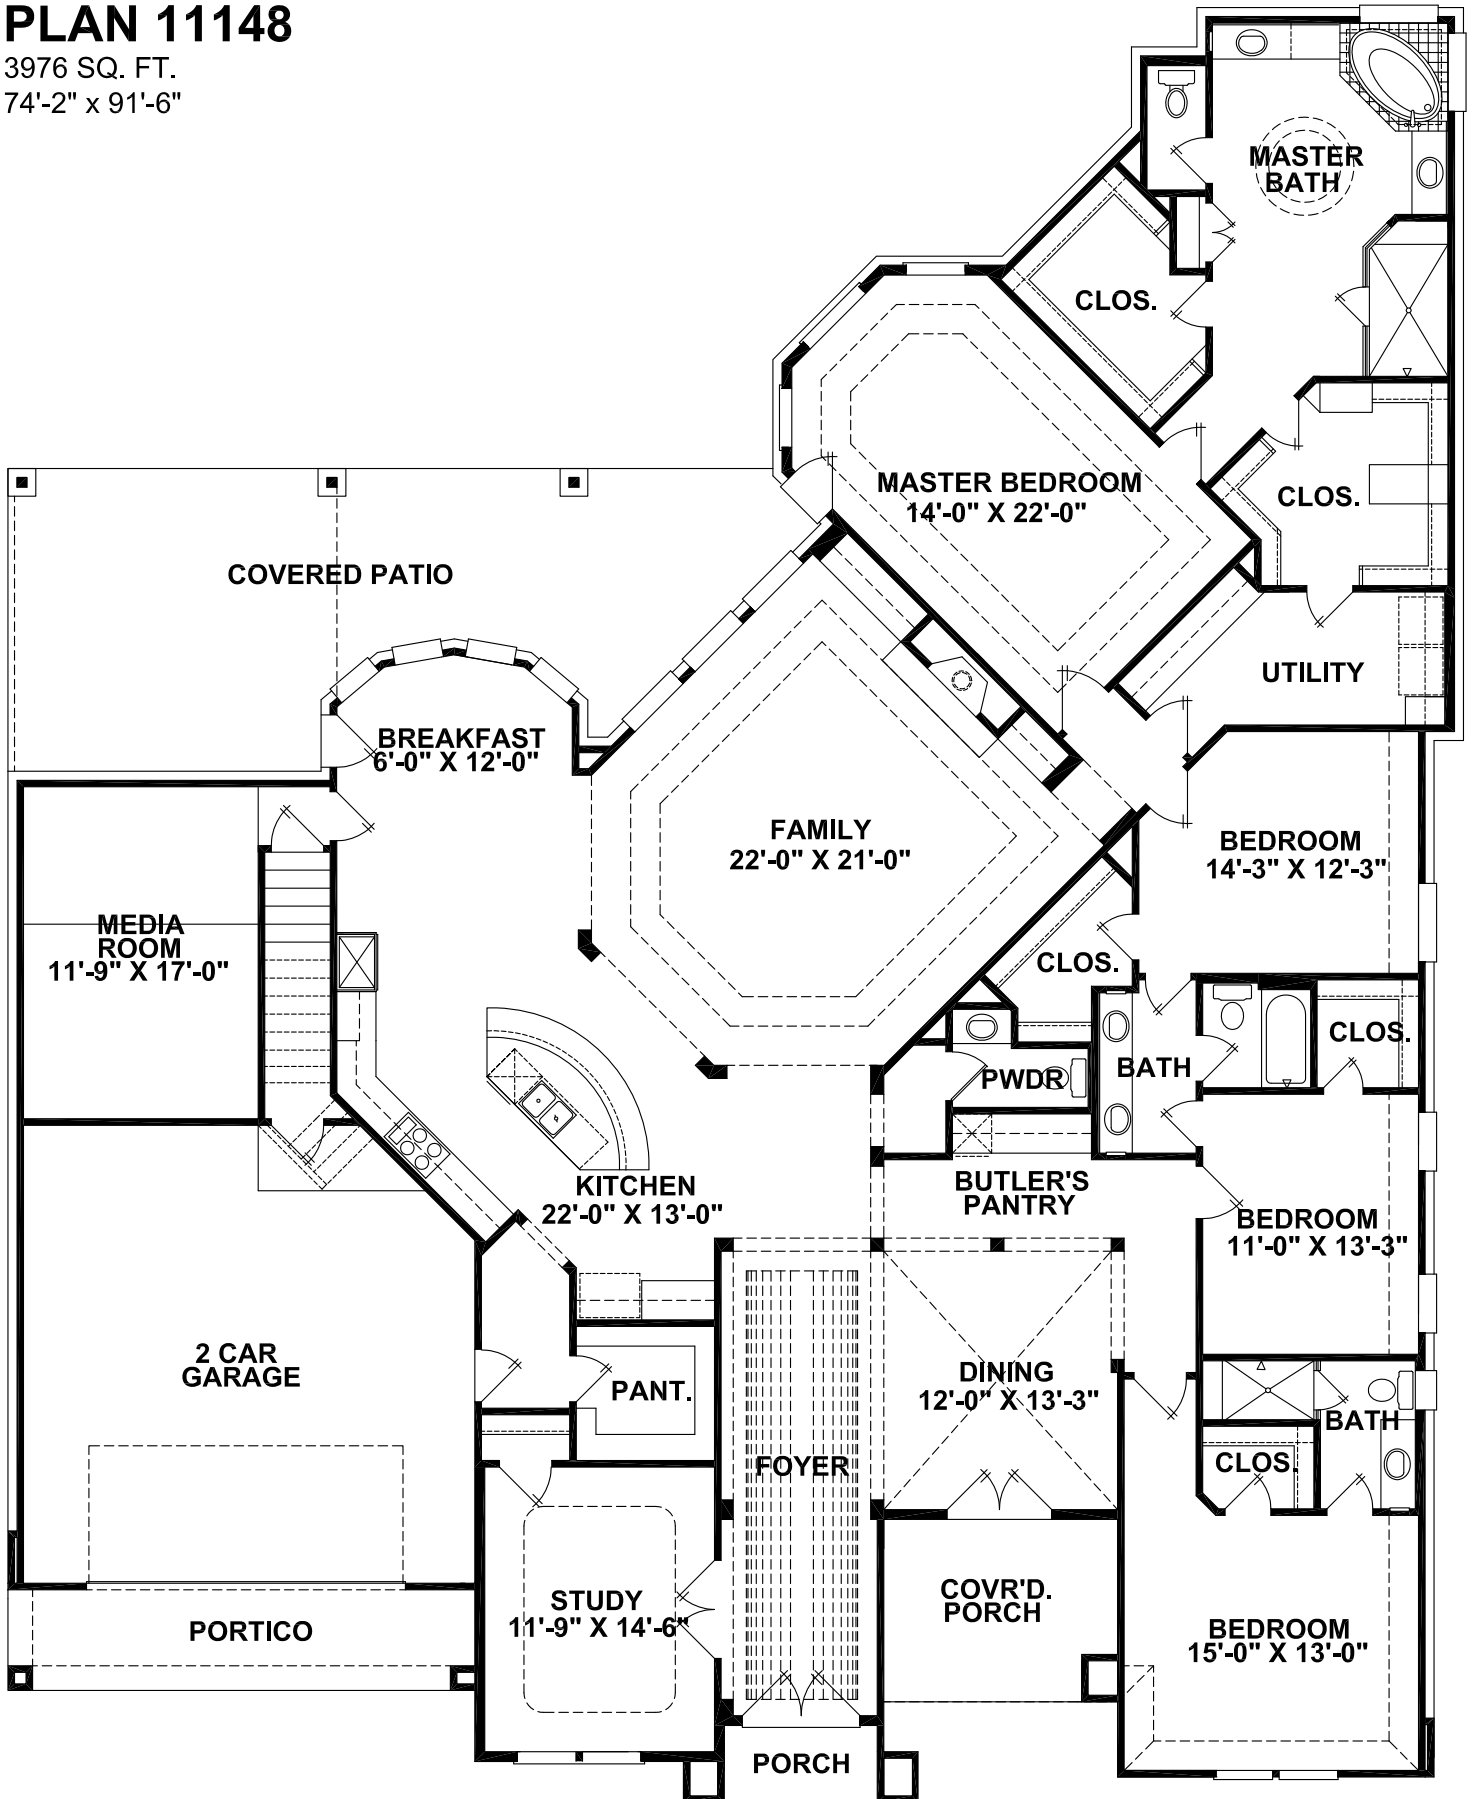 PLAN 11148
3976 SQ. FT.
74'-2" x 91'-6"
MASTER
BATH
CLOS.
MASTER BEDROOM
14'-0" X 22'-0"
CLOS.
COVERED PATIO
UTILITY
BREAKFAST
6'-0" X 12'-0"
FAMILY
22'-0" X 21'-0"
BEDROOM
14'-3" X 12'-3"
MEDIA
ROOM
11'-9" X 17'-0"
CLOS.
CLOS.
PWDR
BATH
KITCHEN
22'-0" X 13'-0"
BUTLER'S
PANTRY
BEDROOM
11'-0" X 13'-3"
2 CAR
GARAGE
PANT.
DINING
12'-0" X 13'-3"
BATH
FOYER
CLOS.
STUDY
11'-9" X 14'-6"
COVR'D.
PORCH
PORTICO
BEDROOM
15'-0" X 13'-0"
PORCH